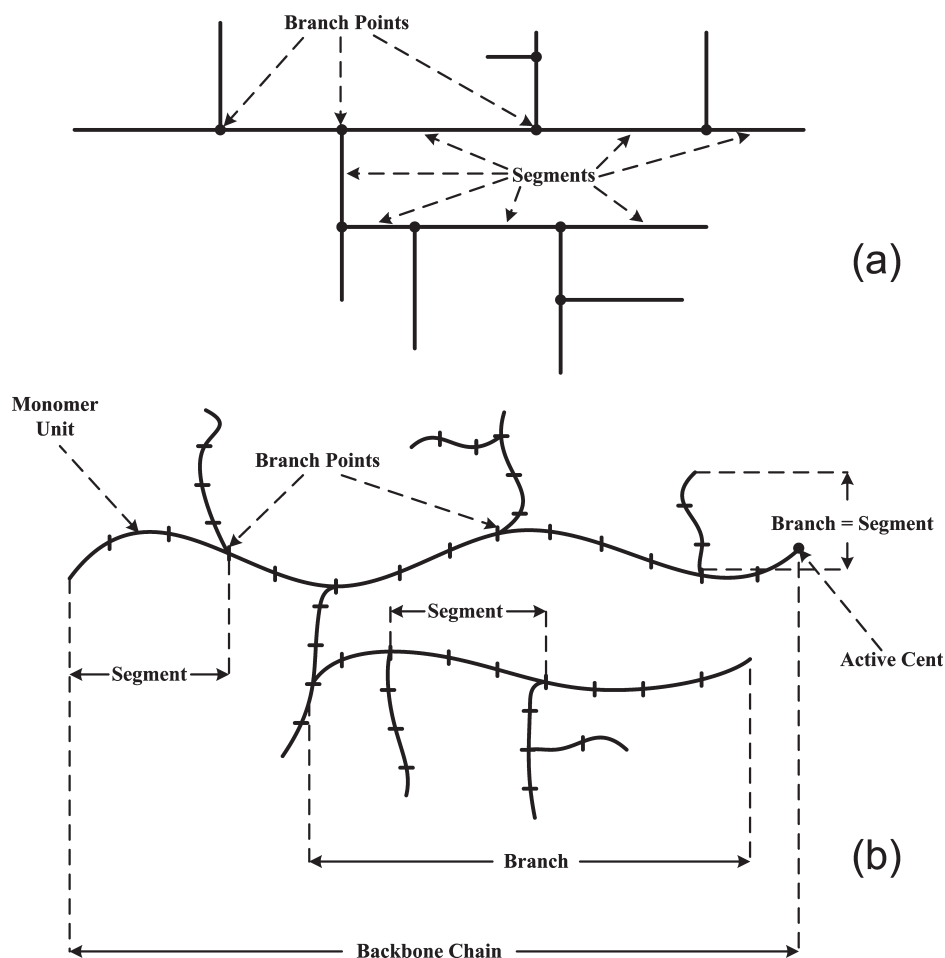 Branch Points
Segments
(a)
Monomer
Unit
Branch Points
Branch = Segment
Segment
Segment
Active Cent
Branch
(b)
Backbone Chain